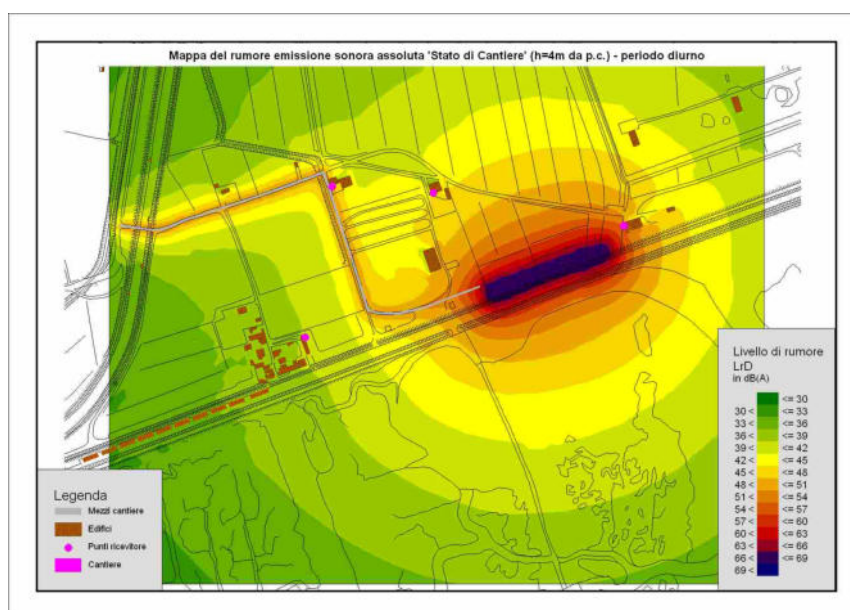 Mappa del rumore emissione sonora assoluta 'Stato di Cantiere' (h=4m da p.c.) - periodo diurno
Legenda
Mezzi cantiere
Edifici
Punti ricevitore
Cantiere
Livello di rumore
LrD
in dB(A)
<= 30
30 < <= 33
33 < <= 36
36 < <= 39
39 < <= 42
42 < <= 45
45 < <= 48
48 < <= 51
51 < <= 54
54 < <= 57
57 < <= 60
60 < <= 63
63 < <= 66
66 < <= 69
69 <